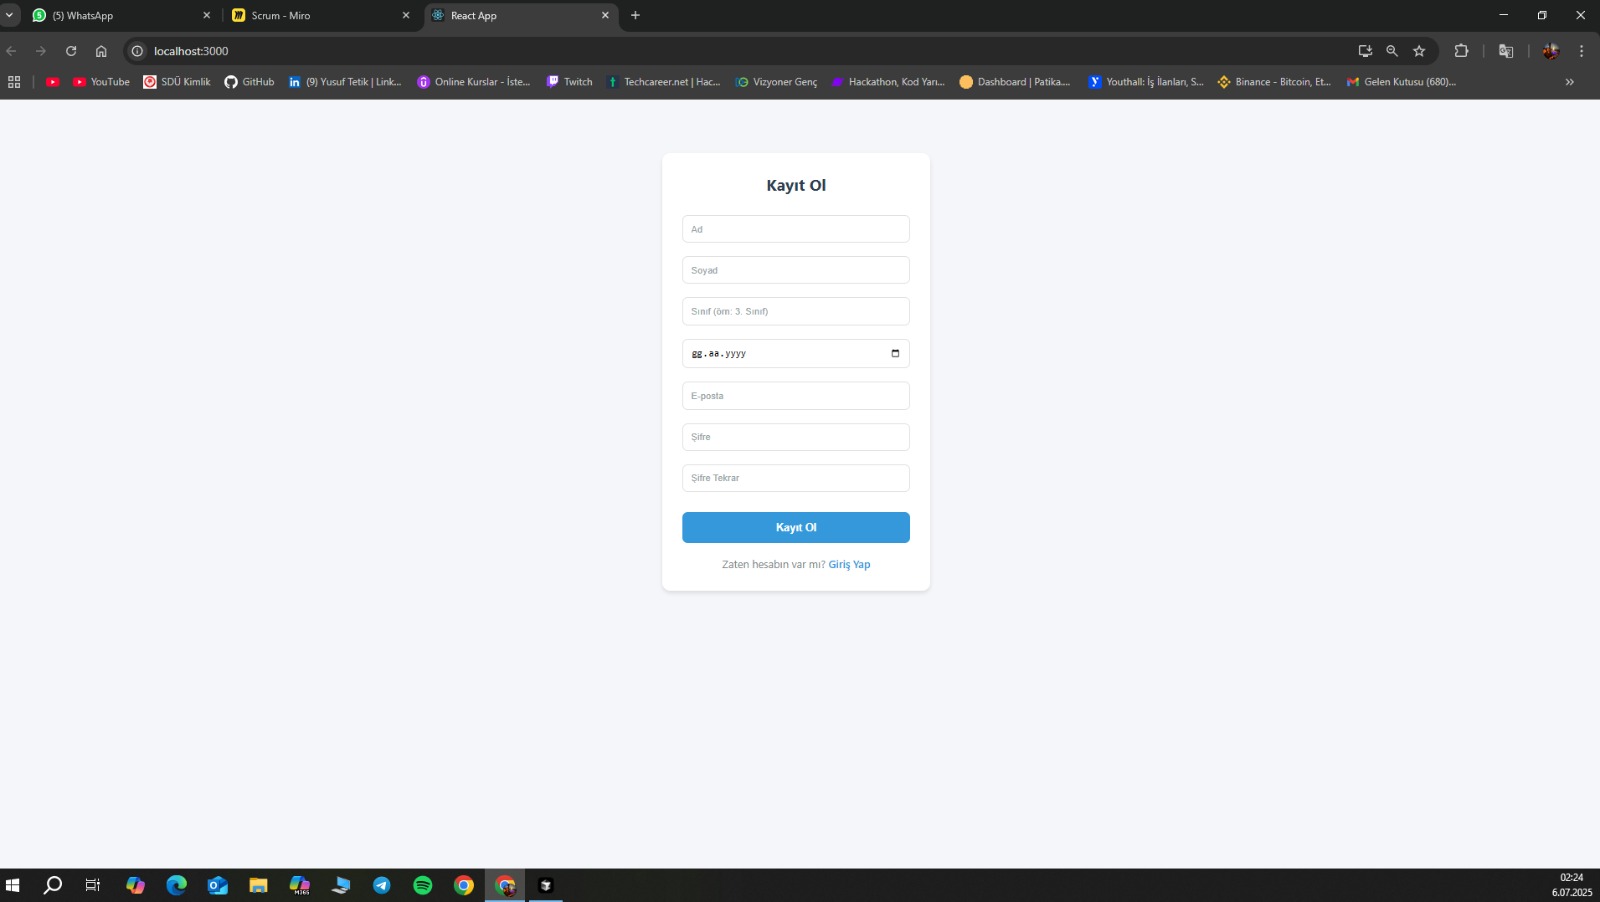 (5) WhatsApp
Scrum - Miro
React App
localhost:3000
YouTube
SDÜ Kimlik
GitHub
(9) Yusuf Tetik | Link...
Online Kurslar - İste...
Twitch
Techcareer.net | Hac...
Vizyoner Genç
Hackathon, Kod Yarı...
Dashboard | Patika....
Youthall: İş İlanları, S...
Binance - Bitcoin, Et...
Gelen Kutusu (680)...
Kayıt Ol
Ad
Soyad
Sınıf (örn: 3. Sınıf)
gg.aa.yyyy
E-posta
Şifre
Şifre Tekrar
Kayıt Ol
Zaten hesabın var mı? Giriş Yap
02:24
6.07.2025